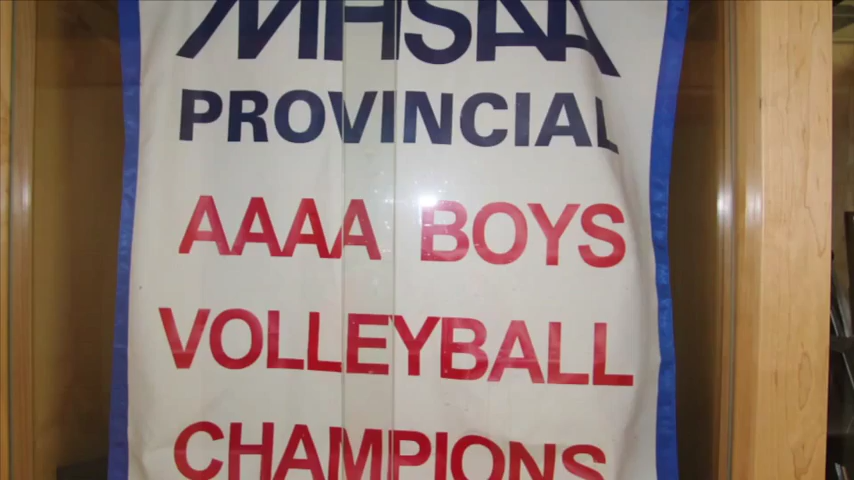 MHSAA
PROVINCIAL
AAAA BOYS
VOLLEYBALL
CHAMPIONS